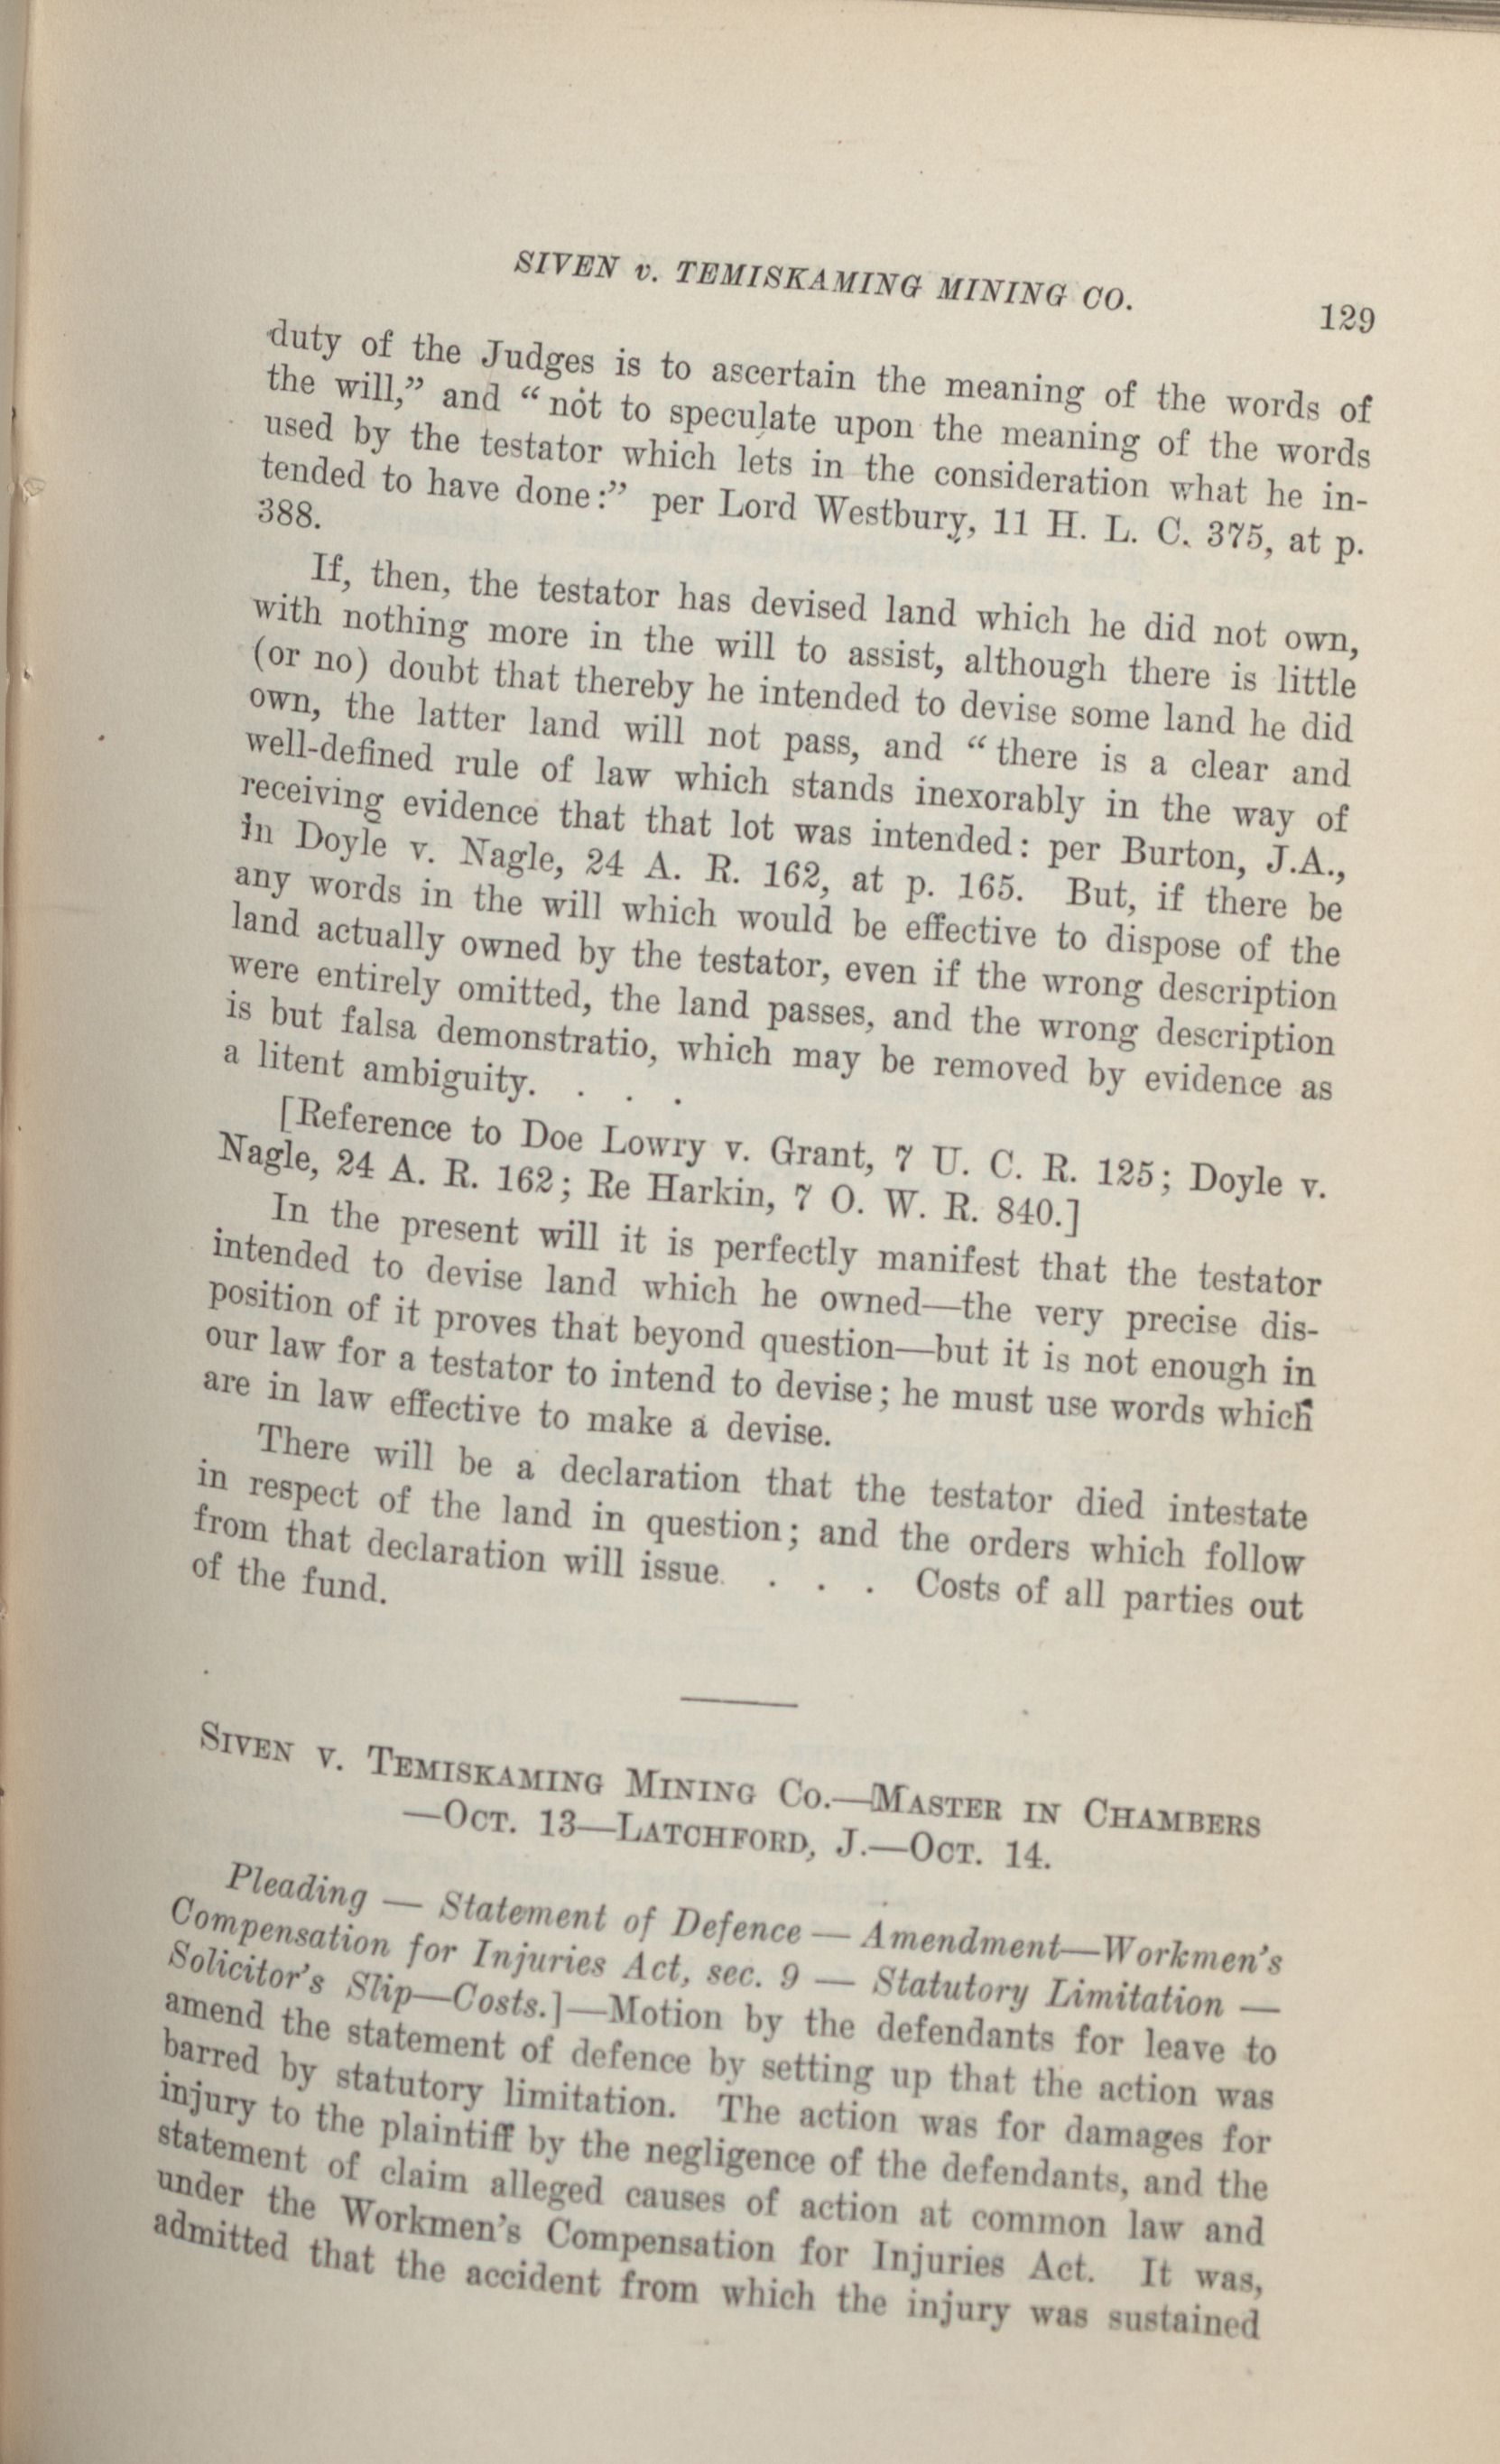 SIVEN v. TEMISKAMING MINING CO. 129
duty of the Judges is to ascertain the meaning of the words of
the will,” and “not to speculate upon the meaning of the words
used by the testator which lets in the consideration what he in-
tended to have done:” per Lord Westbury, 11 H. L. C. 375, at p.
388.
If, then, the testator has devised land which he did not own,
with nothing more in the will to assist, although there is little
(or no) doubt that thereby he intended to devise some land he did
own, the latter land will not pass, and “there is a clear and
well-defined rule of law which stands inexorably in the way of
receiving evidence that that lot was intended: per Burton, J.A.,
in Doyle v. Nagle, 24 A. R. 162, at p. 165. But, if there be
any words in the will which would be effective to dispose of the
land actually owned by the testator, even if the wrong description
were entirely omitted, the land passes, and the wrong description
is but falsa demonstratio, which may be removed by evidence as
a litent ambiguity. . . .
[Reference to Doe Lowry v. Grant, 7 U. C. R. 125; Doyle v.
Nagle, 24 A. R. 162; Re Harkin, 7 O. W. R. 840.]
In the present will it is perfectly manifest that the testator
intended to devise land which he owned—the very precise dis-
position of it proves that beyond question—but it is not enough in
our law for a testator to intend to devise; he must use words which
are in law effective to make a devise.
There will be a declaration that the testator died intestate
in respect of the land in question; and the orders which follow
from that declaration will issue. . . . Costs of all parties out
of the fund.
SIVEN V. TEMISKAMING MINING CO.—MASTER IN CHAMBERS
—OCT. 13—LATCHFORD, J.—OCT. 14.
Pleading — Statement of Defence — Amendment—Workmen’s
Compensation for Injuries Act, sec. 9 — Statutory Limitation —
Solicitor’s Slip—Costs.]—Motion by the defendants for leave to
amend the statement of defence by setting up that the action was
barred by statutory limitation. The action was for damages for
injury to the plaintiff by the negligence of the defendants, and the
statement of claim alleged causes of action at common law and
under the Workmen’s Compensation for Injuries Act. It was,
admitted that the accident from which the injury was sustained